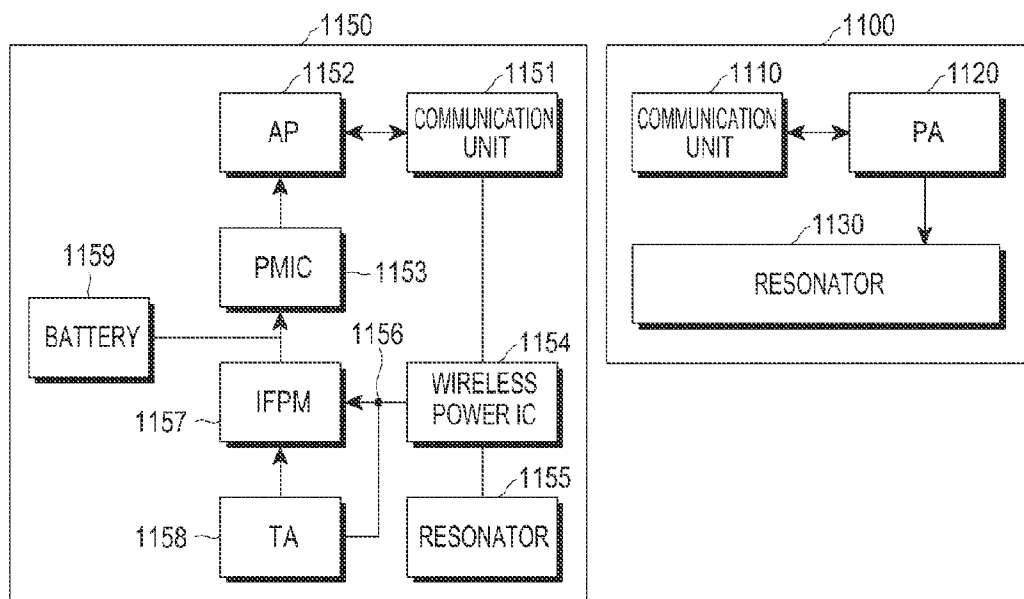 1150
1152
1151
AP
COMMUNICATION
UNIT
1159
PMIC
1153
BATTERY
1156
1154
IFPM
1157
WIRELESS
POWER IC
1155
TA
1158
RESONATOR
1100
1110
1120
COMMUNICATION
UNIT
PA
1130
RESONATOR